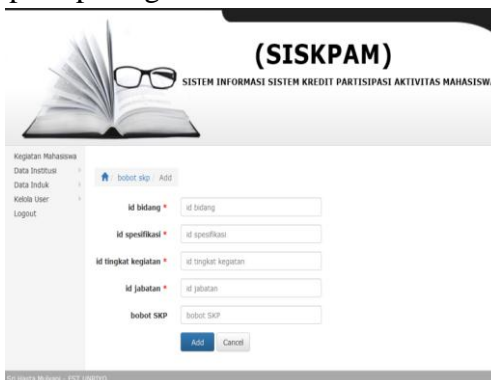 (SISKPAM)
SISTEM INFORMASI SISTEM KREDIT PARTISIPASI AKTIVITAS MAHASISWA
Kegiatan Mahasiswa
Data Institusi
Data Induk
Kelola User
Logout
bobot skp / Add
id bidang *
id bidang
id spesifikasi *
id spesifikasi
id tingkat kegiatan *
id tingkat kegiatan
id jabatan *
id jabatan
bobot SKP
bobot SKP
Add
Cancel